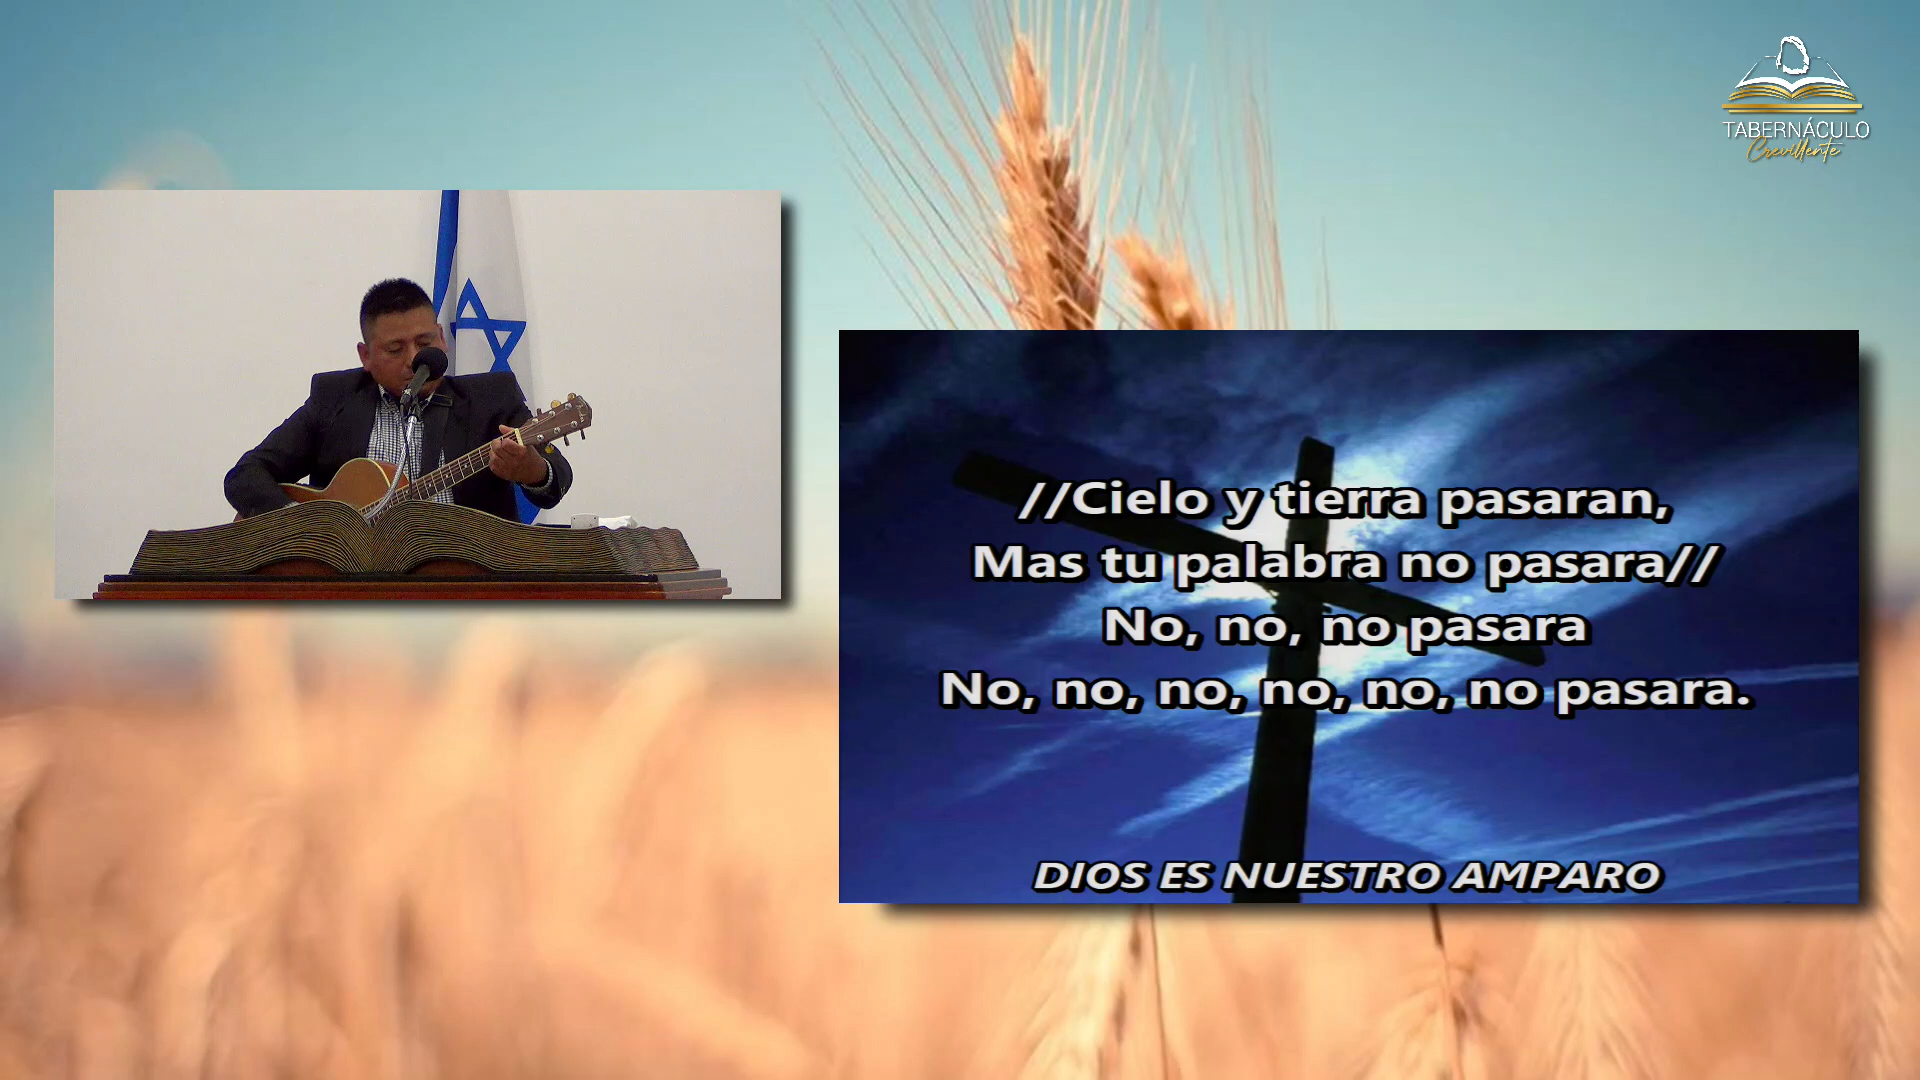 TABERNÁCULO
Crevillente
//Cielo y tierra pasaran,
Mas tu palabra no pasara//
No, no, no pasara
No, no, no, no, no, no pasara.
DIOS ES NUESTRO AMPARO